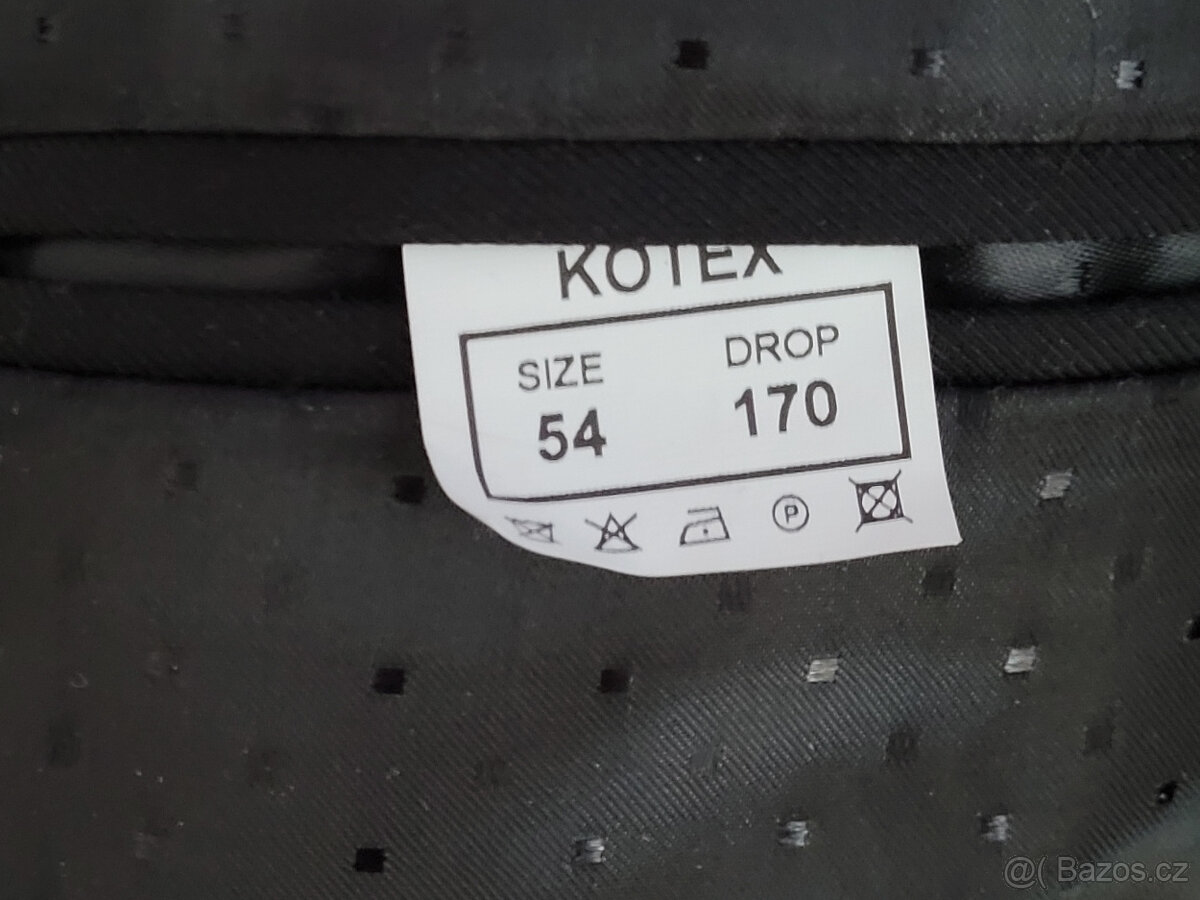 KOTEX
SIZE DROP
54 170
P
@( Bazos.cz